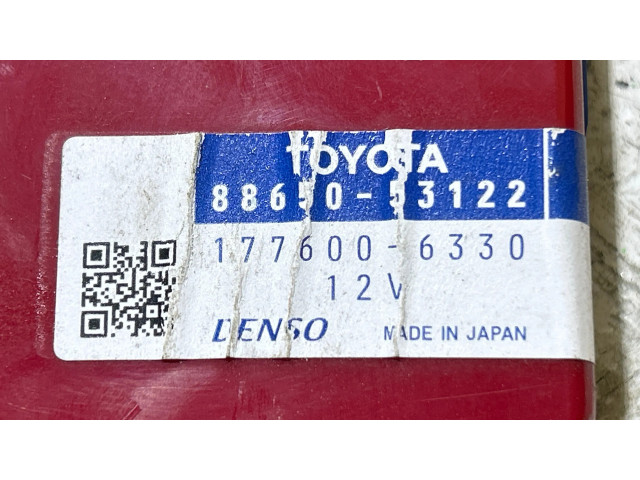 TOYOTA
88650-53122
177600-6330
12V
DENSO MADE IN JAPAN